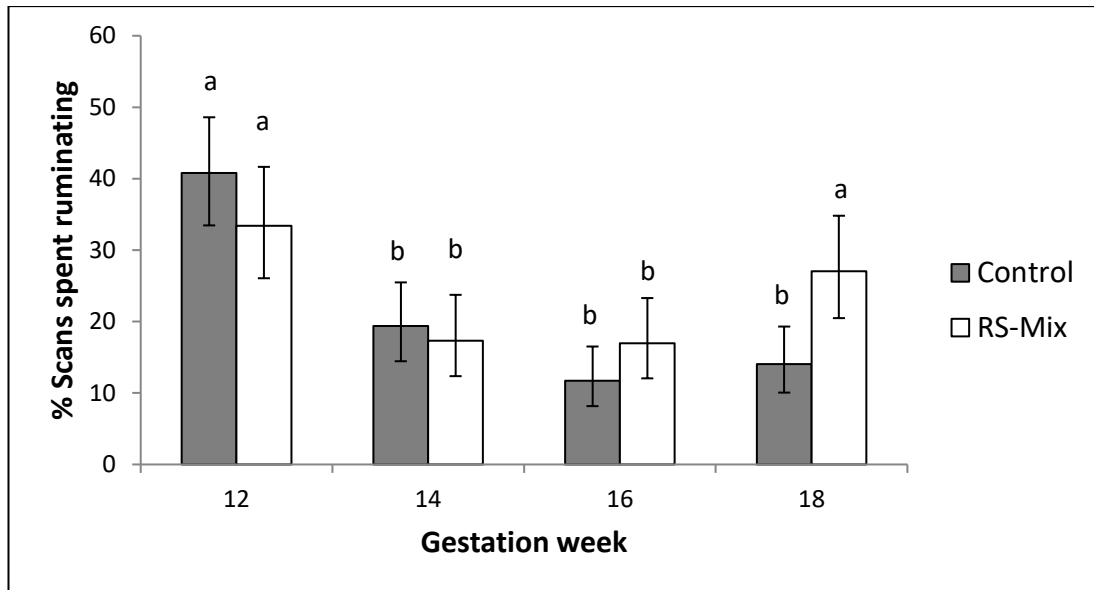 % Scans spent ruminating
60
50
40
30
20
10
0
a
a
b
b
b
b
b
a
12
14
16
18
Gestation week
Control
RS-Mix